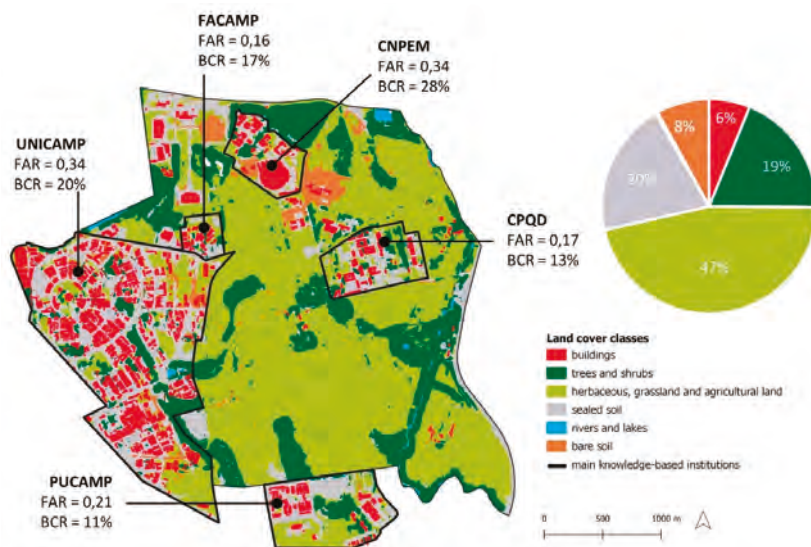 FACAMP
FAR = 0,16
BCR = 17%
CNPEM
FAR = 0,34
BCR = 28%
UNICAMP
FAR = 0,34
BCR = 20%
CPQD
FAR = 0,17
BCR = 13%
PUCAMP
FAR = 0,21
BCR = 11%
8%
6%
19%
20%
47%
Land cover classes
buildings
trees and shrubs
herbaceous, grassland and agricultural land
sealed soil
rivers and lakes
bare soil
main knowledge-based institutions
0 500 1000 m